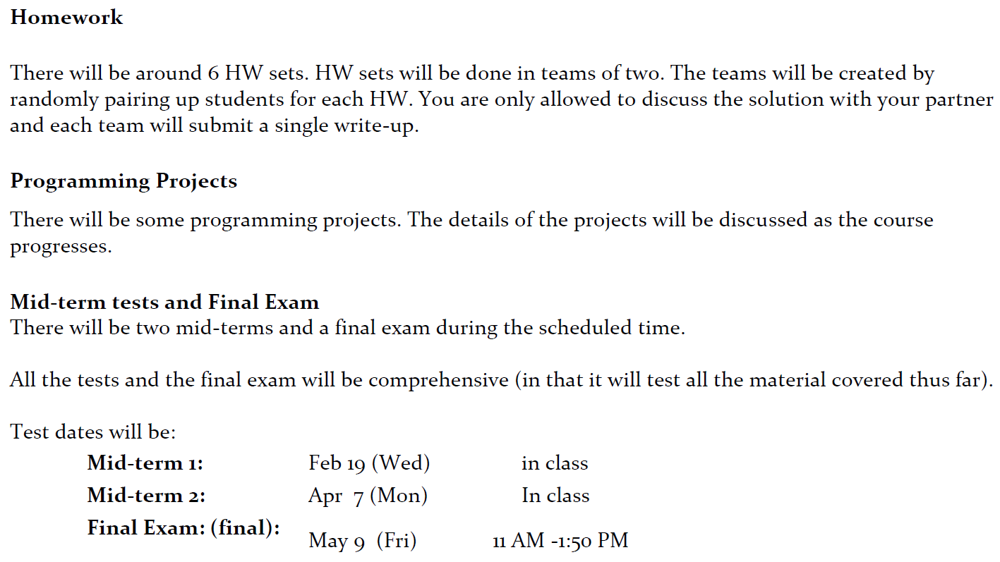 Homework
There will be around 6 HW sets. HW sets will be done in teams of two. The teams will be created by
randomly pairing up students for each HW. You are only allowed to discuss the solution with your partner
and each team will submit a single write-up.
Programming Projects
There will be some programming projects. The details of the projects will be discussed as the course
progresses.
Mid-term tests and Final Exam
There will be two mid-terms and a final exam during the scheduled time.
All the tests and the final exam will be comprehensive (in that it will test all the material covered thus far).
Test dates will be:
Mid-term 1: Feb 19 (Wed) in class
Mid-term 2: Apr 7 (Mon) In class
Final Exam: (final): May 9 (Fri) 11 AM -1:50 PM